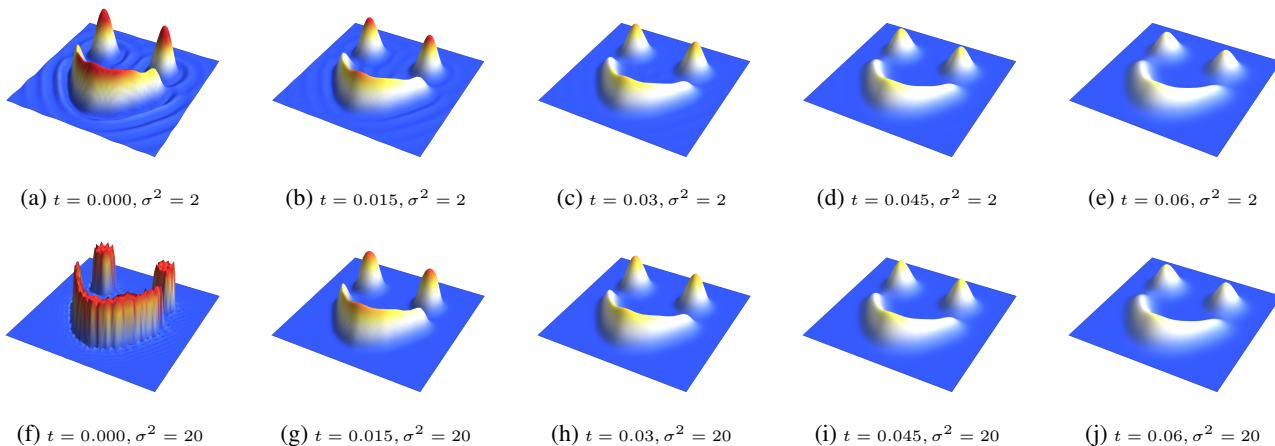 (a) t = 0.000, σ² = 2
(b) t = 0.015, σ² = 2
(c) t = 0.03, σ² = 2
(d) t = 0.045, σ² = 2
(e) t = 0.06, σ² = 2
(f) t = 0.000, σ² = 20
(g) t = 0.015, σ² = 20
(h) t = 0.03, σ² = 20
(i) t = 0.045, σ² = 20
(j) t = 0.06, σ² = 20